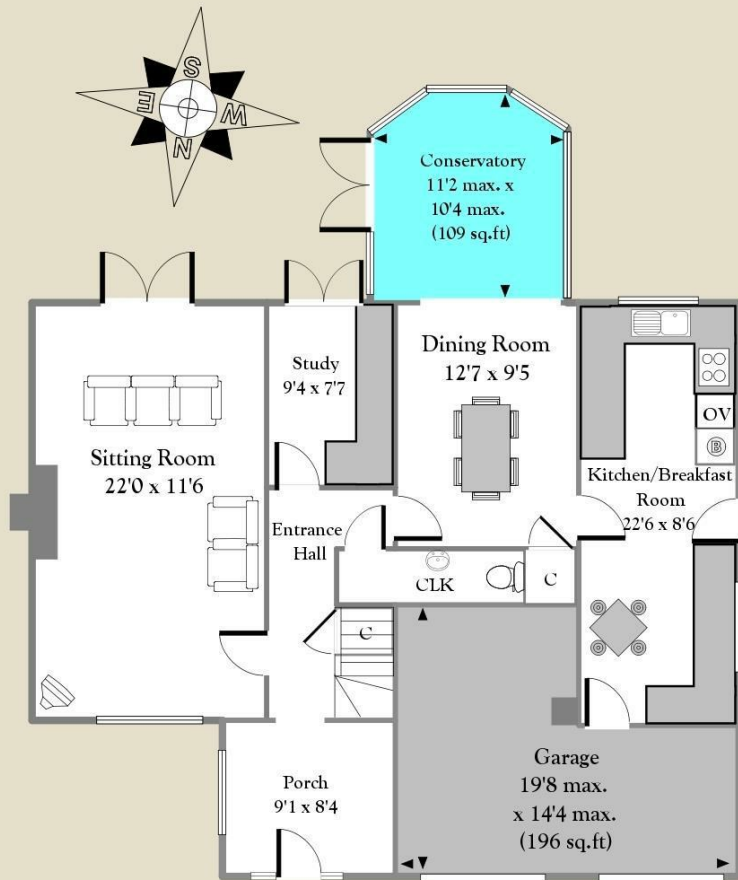 S
E
W
N
Conservatory
11'2 max. x
10'4 max.
(109 sq.ft)
Study
9'4 x 7'7
Dining Room
12'7 x 9'5
OV
B
Sitting Room
22'0 x 11'6
Kitchen/Breakfast
Room
22'6 x 8'6
Entrance
Hall
CLK
C
C
Garage
19'8 max.
x 14'4 max.
(196 sq.ft)
Porch
9'1 x 8'4